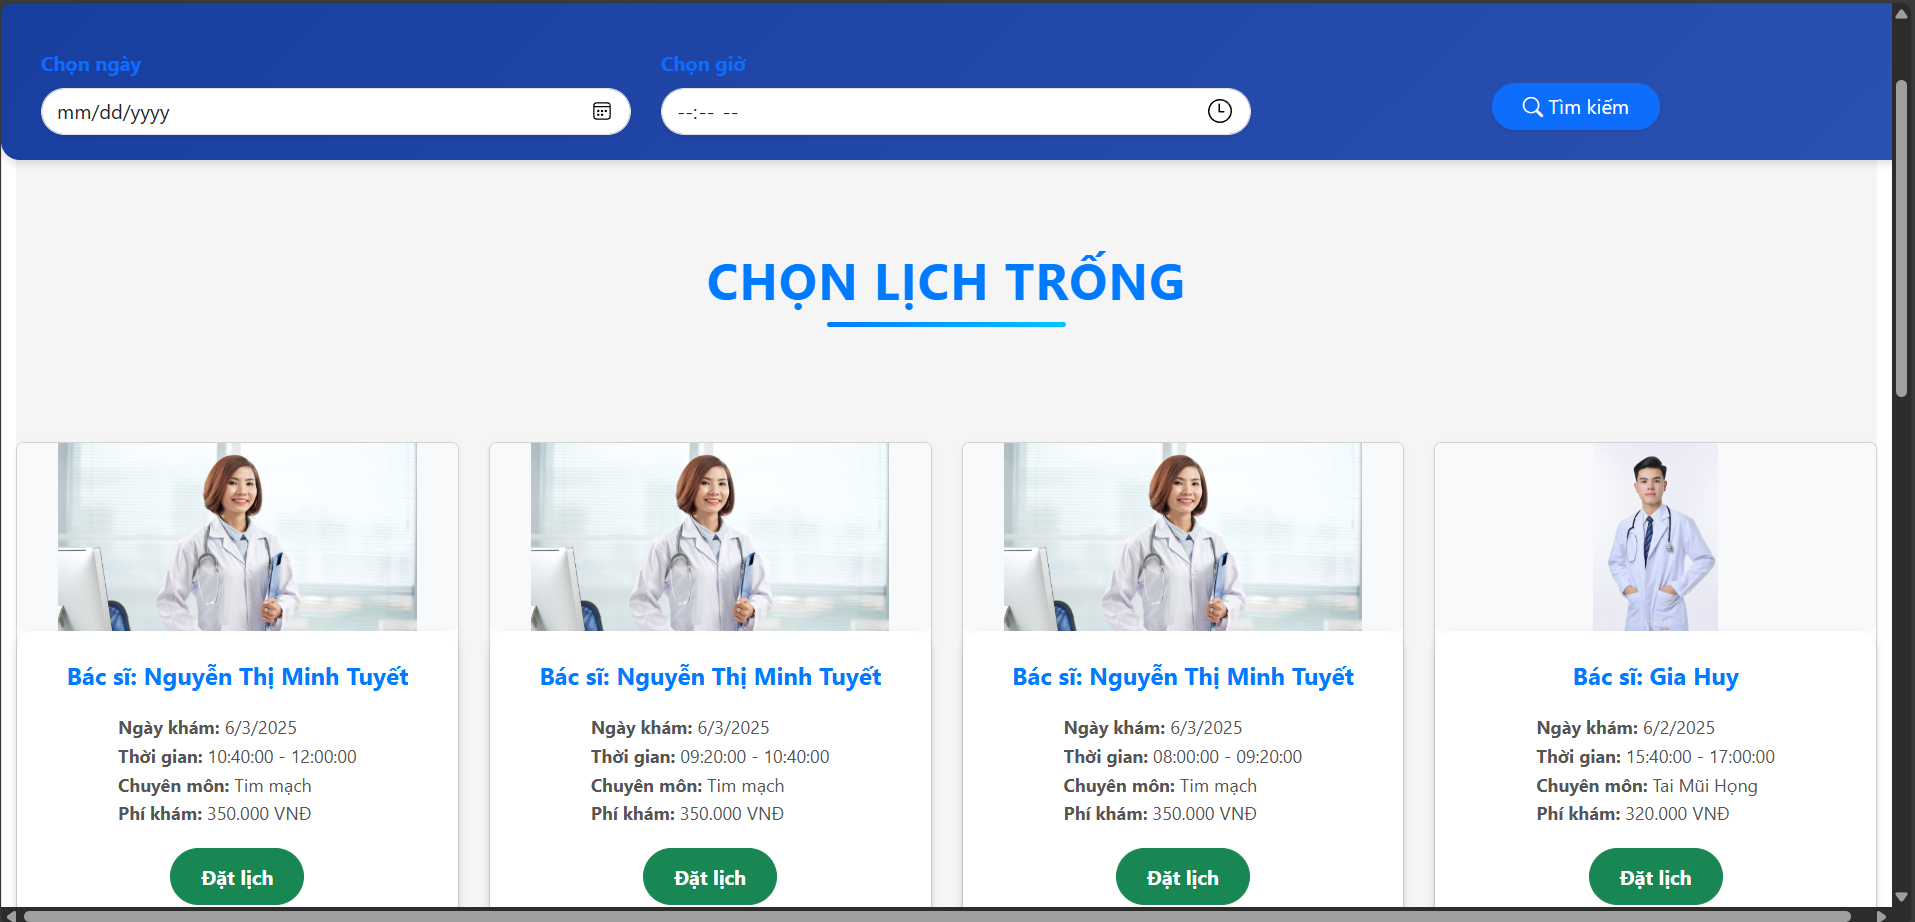 Chọn ngày
Chọn giờ
mm/dd/yyyy
--:-- --
Tìm kiếm
CHỌN LỊCH TRỐNG
Bác sĩ: Nguyễn Thị Minh Tuyết
Ngày khám: 6/3/2025
Thời gian: 10:40:00 - 12:00:00
Chuyên môn: Tim mạch
Phí khám: 350.000 VNĐ
Đặt lịch
Bác sĩ: Nguyễn Thị Minh Tuyết
Ngày khám: 6/3/2025
Thời gian: 09:20:00 - 10:40:00
Chuyên môn: Tim mạch
Phí khám: 350.000 VNĐ
Đặt lịch
Bác sĩ: Nguyễn Thị Minh Tuyết
Ngày khám: 6/3/2025
Thời gian: 08:00:00 - 09:20:00
Chuyên môn: Tim mạch
Phí khám: 350.000 VNĐ
Đặt lịch
Bác sĩ: Gia Huy
Ngày khám: 6/2/2025
Thời gian: 15:40:00 - 17:00:00
Chuyên môn: Tai Mũi Họng
Phí khám: 320.000 VNĐ
Đặt lịch